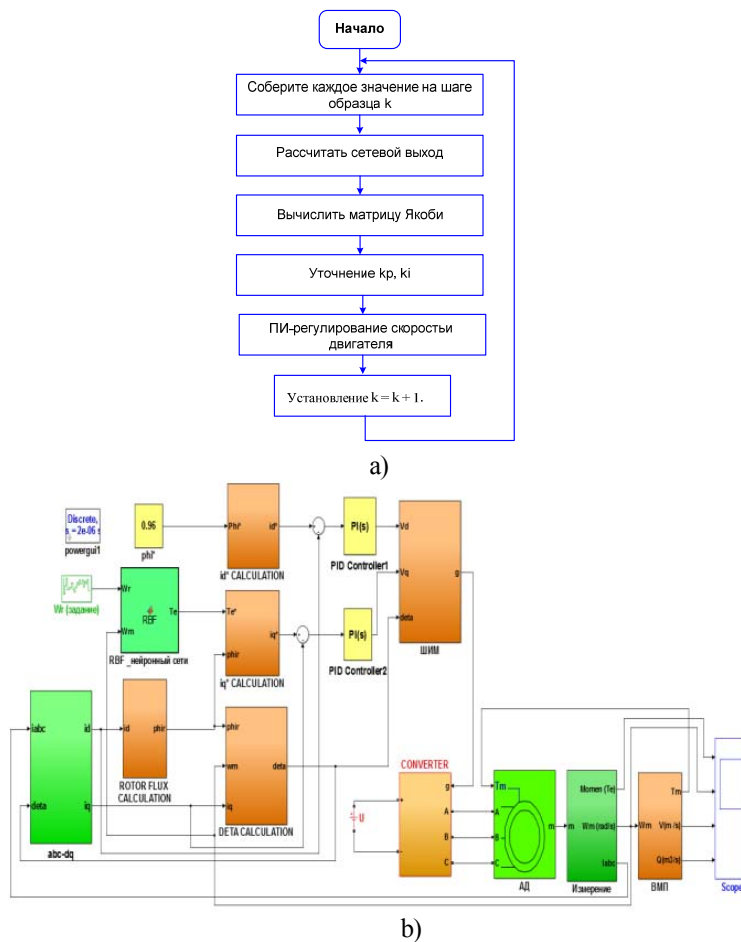 Начало
Соберите каждое значение на шаге
образца k
Рассчитать сетевой выход
Вычислить матрицу Якоби
Уточнение kp, ki
ПИ-регулирование скоростьи
двигателя
Установление k = k + 1.
a)
Discrete,
s = 2e-06 s
powergui1
0.96
phi*
Phi*
id*
id* CALCULATION
PI(s)
PID Controller1
Vd
Vq
deta
g
ШИМ
Wr (задание)
Wr
Wm
Te
RBF
RBF _нейронный сети
Te*
phir
iq*
iq* CALCULATION
PI(s)
PID Controller2
iabc
deta
id
iq
abc-dq
id
phir
ROTOR FLUX
CALCULATION
phir
wm
iq
deta
DETA CALCULATION
U
CONVERTER
g
A
B
C
Tm
A
B
C
m
АД
m
Momen (Te)
Wm (rad/s)
Iabc
Измерение
Wm
Tm
V(m /s)
Q(m3/s)
ВМП
Scope
b)